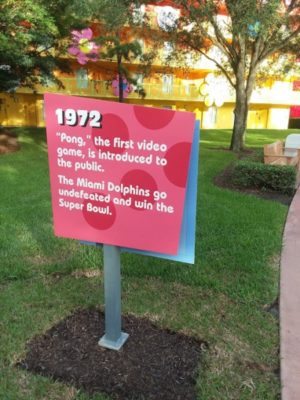 1972
"Pong," the first video
game, is introduced to
the public.
The Miami Dolphins go
undefeated and win the
Super Bowl.